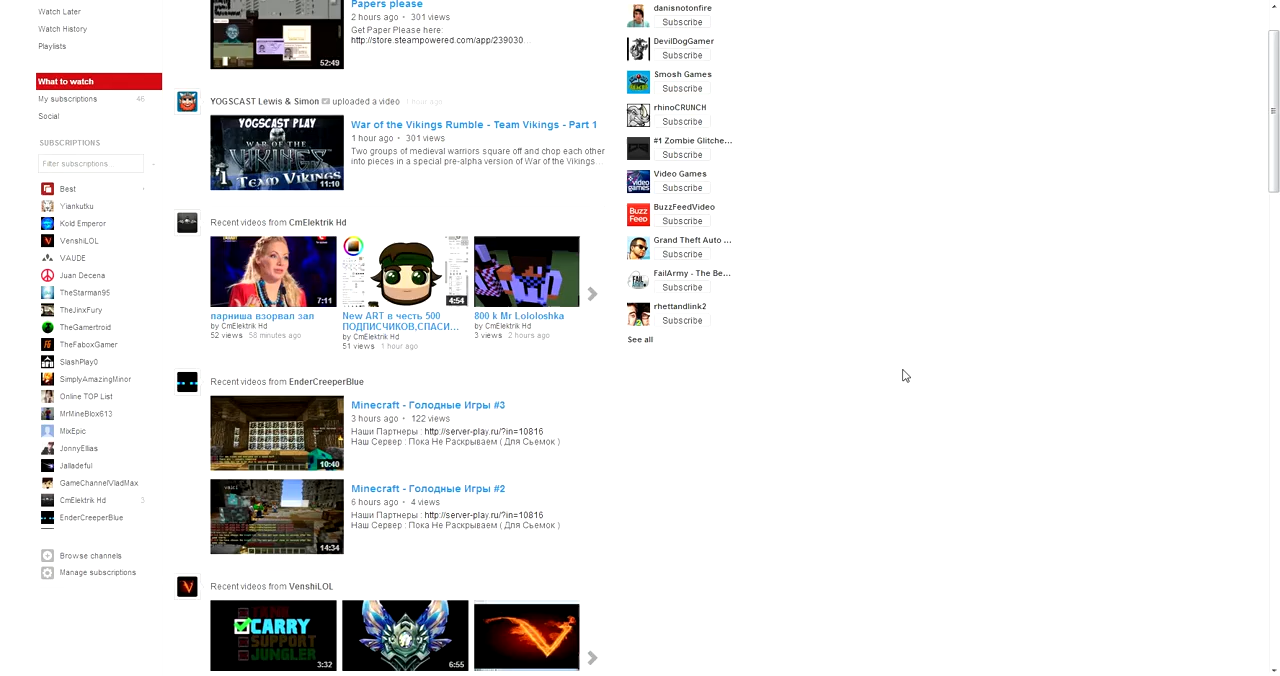 Watch Later
Watch History
Playlists
What to watch
My subscriptions 46
Social
SUBSCRIPTIONS
Filter subscriptions
Best
Yiankutku
Kold Emperor
VenshiLOL
VAUDE
Juan Decena
TheStarman95
TheJinxFury
TheGamertroid
TheFaboxGamer
SlashPlay0
SimplyAmazingMinor
Online TOP List
MrMineBlox613
MixEpic
JonnyEllias
Jalladeful
GameChannelVladMax
CmElektrik Hd 3
EnderCreeperBlue
Browse channels
Manage subscriptions
Papers please
2 hours ago • 301 views
Get Paper Please here:
http://store.steampowered.com/app/239030...
52:49
YOGSCAST Lewis & Simon uploaded a video 1 hour ago
YOGSCAST PLAY
WAR OF THE
VIKINGS
#1 TEAM VIKINGS
11:10
War of the Vikings Rumble - Team Vikings - Part 1
1 hour ago • 301 views
Two groups of medieval warriors square off and chop each other
into pieces in a special pre-alpha version of War of the Vikings...
Recent videos from CmElektrik Hd
7:11
парниша взорвал зал
by CmElektrik Hd
52 views 58 minutes ago
4:54
New ART в честь 500
ПОДПИСЧИКОВ,СПАСИ...
by CmElektrik Hd
51 views 1 hour ago
800 k Mr Lololoshka
by CmElektrik Hd
3 views 2 hours ago
Recent videos from EnderCreeperBlue
10:40
Minecraft - Голодные Игры #3
3 hours ago • 122 views
Наши Партнеры : http://server-play.ru/?in=10816
Наш Сервер : Пока Не Раскрываем ( Для Сьемок )
14:34
Minecraft - Голодные Игры #2
6 hours ago • 4 views
Наши Партнеры : http://server-play.ru/?in=10816
Наш Сервер : Пока Не Раскрываем ( Для Сьемок )
Recent videos from VenshiLOL
CARRY
SUPPORT
JUNGLER
3:32
6:55
danisnotonfire
Subscribe
DevilDogGamer
Subscribe
Smosh Games
Subscribe
rhinoCRUNCH
Subscribe
#1 Zombie Glitche...
Subscribe
video games
Video Games
Subscribe
Buzz
Feed
BuzzFeedVideo
Subscribe
Grand Theft Auto ...
Subscribe
FAIL
FailArmy - The Be...
Subscribe
rhettandlink2
Subscribe
See all